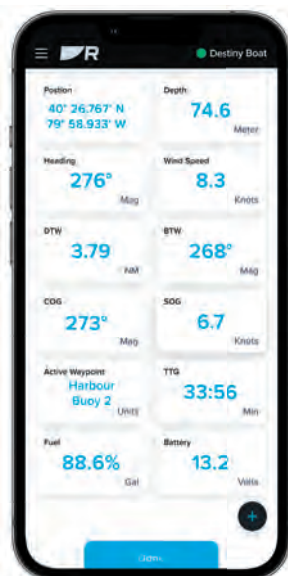 R
Destiny Boat
Postion
Depth
40° 26.767' N
79° 58.933' W
74.6
Meter
Heading
Wind Speed
276°
8.3
Mag
Knots
DTW
BTW
3.79
268°
NM
Mag
COG
SOG
273°
6.7
Mag
Knots
Active Waypoint
TTG
Harbour
Buoy 2
33:56
Units
Min
Fuel
Battery
88.6%
13.2
Gal
Volts